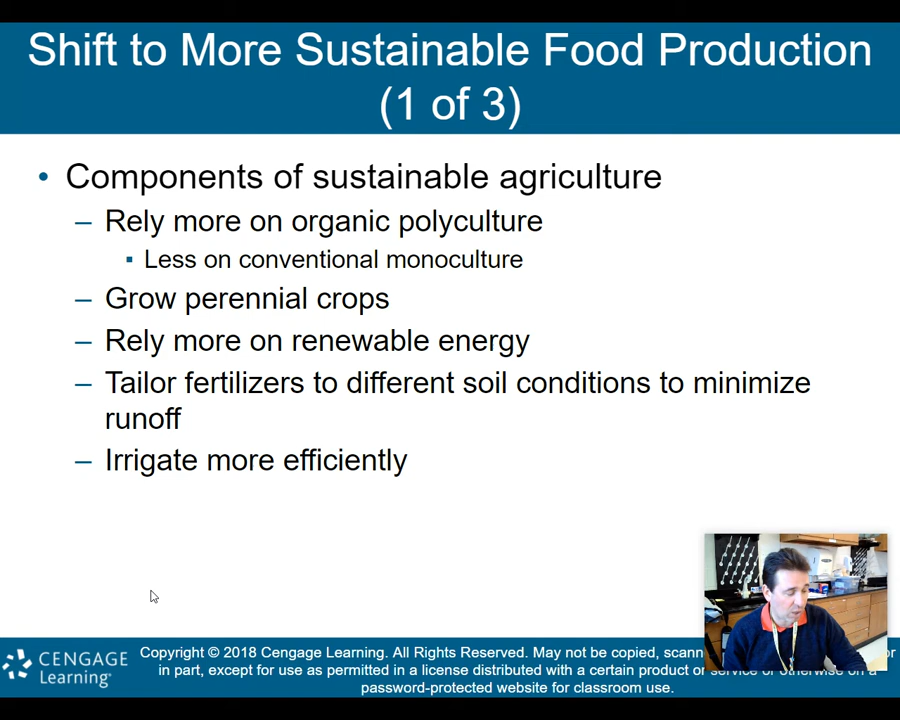 Shift to More Sustainable Food Production
(1 of 3)
• Components of sustainable agriculture
– Rely more on organic polyculture
▪ Less on conventional monoculture
– Grow perennial crops
– Rely more on renewable energy
– Tailor fertilizers to different soil conditions to minimize
runoff
– Irrigate more efficiently
CENGAGE
Learning
Copyright © 2018 Cengage Learning. All Rights Reserved. May not be copied,
in part, except for use as permitted in a license distributed with a certain product or service or otherwise on a
password-protected website for classroom use.